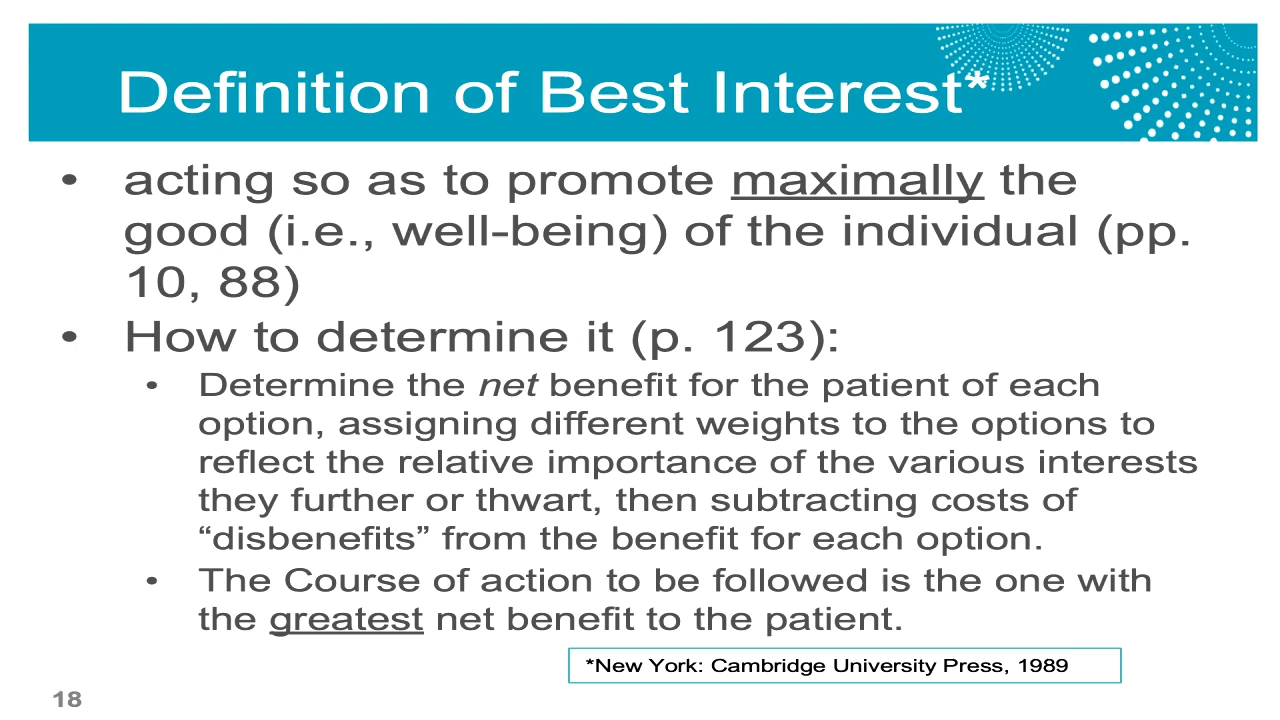 Definition of Best Interest*
• acting so as to promote maximally the
good (i.e., well-being) of the individual (pp.
10, 88)
• How to determine it (p. 123):
• Determine the net benefit for the patient of each
option, assigning different weights to the options to
reflect the relative importance of the various interests
they further or thwart, then subtracting costs of
“disbenefits” from the benefit for each option.
• The Course of action to be followed is the one with
the greatest net benefit to the patient.
*New York: Cambridge University Press, 1989
18